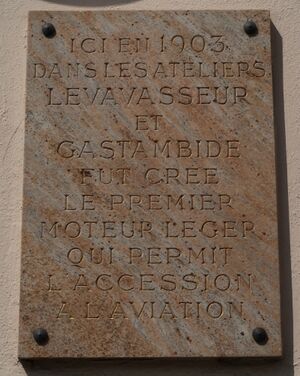 ICI EN 1903
DANS LES ATELIERS
LEVAVASSEUR
ET
GASTAMBIDE
FUT CREE
LE PREMIER
MOTEUR LEGER
QUI PERMIT
L'ACCESSION
A L'AVIATION